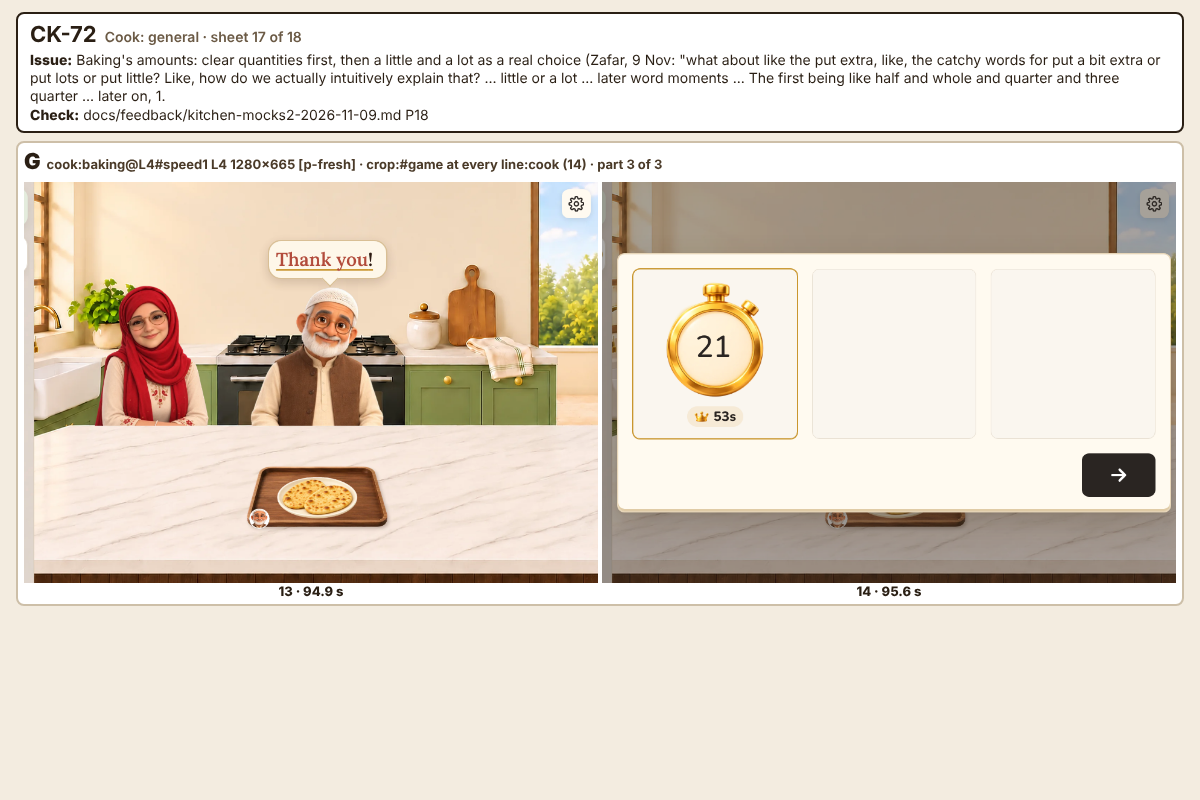 CK-72 Cook: general · sheet 17 of 18
Issue: Baking's amounts: clear quantities first, then a little and a lot as a real choice (Zafar, 9 Nov: "what about like the put extra, like, the catchy words for put a bit extra or
put lots or put little? Like, how do we actually intuitively explain that? … little or a lot … later word moments … The first being like half and whole and quarter and three
quarter … later on, 1.
Check: docs/feedback/kitchen-mocks2-2026-11-09.md P18
G cook:baking@L4#speed1 L4 1280×665 [p-fresh] · crop:#game at every line:cook (14) · part 3 of 3
Thank you!
21
53s
13 · 94.9 s
14 · 95.6 s